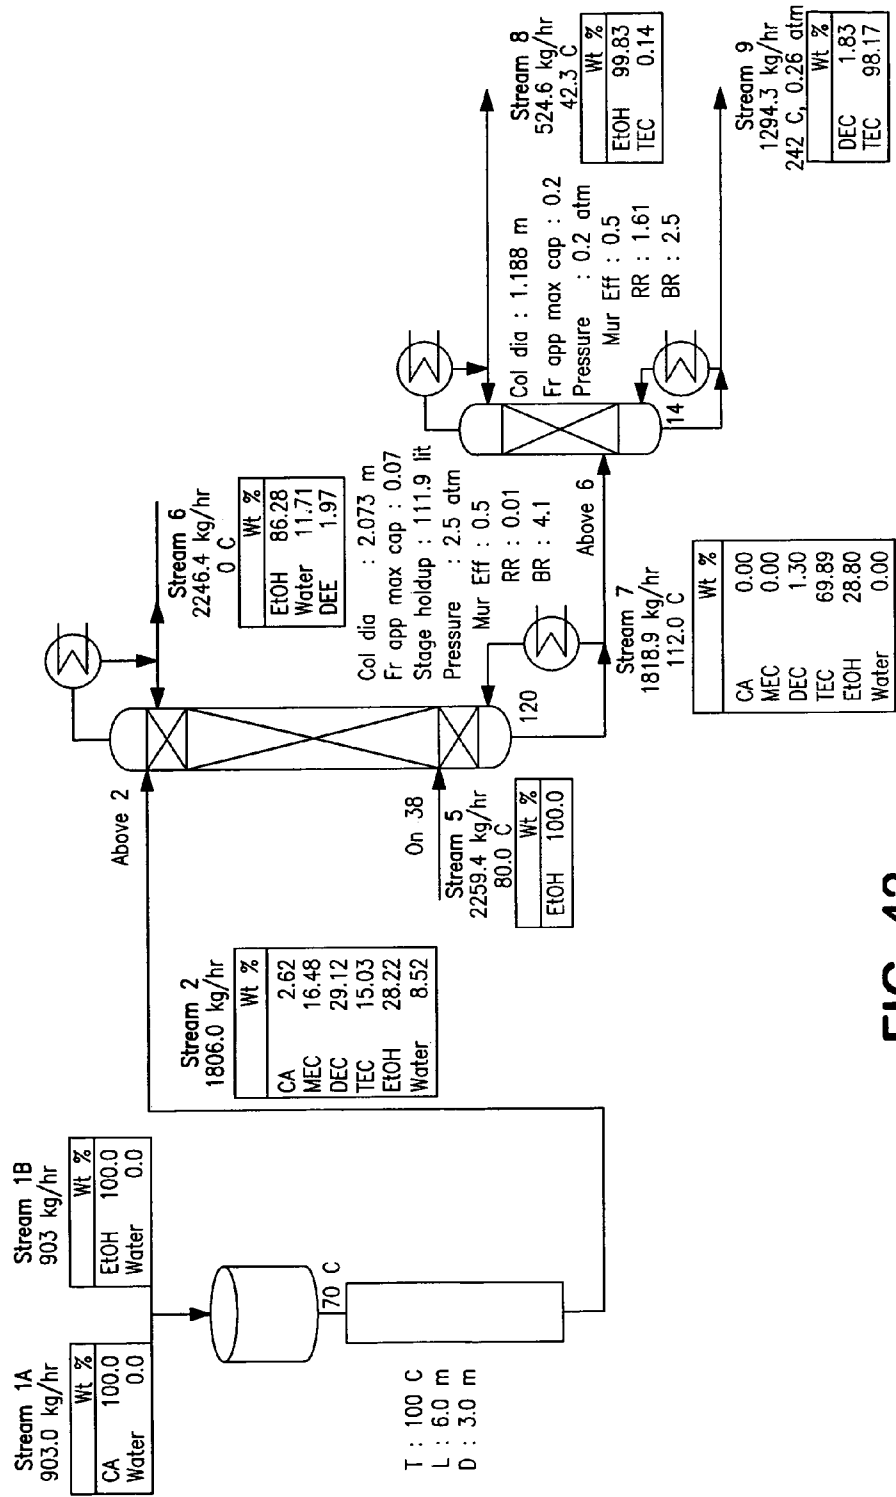 Stream 1A
903.0 kg/hr
Wt %
CA 100.0
Water 0.0
Stream 1B
903 kg/hr
Wt %
EtOH 100.0
Water 0.0
70 C
T : 100 C
L : 6.0 m
D : 3.0 m
Stream 2
1806.0 kg/hr
Wt %
CA 2.62
MEC 16.48
DEC 29.12
TEC 15.03
EtOH 28.22
Water 8.52
Above 2
On 38
Stream 5
2259.4 kg/hr
80.0 C
Wt %
EtOH 100.0
120
Stream 6
2246.4 kg/hr
0 C
Wt %
EtOH 86.28
Water 11.71
DEE 1.97
Col dia : 2.073 m
Fr app max cap : 0.07
Stage holdup : 111.9 lit
Pressure : 2.5 atm
Mur Eff : 0.5
RR : 0.01
BR : 4.1
Stream 7
1818.9 kg/hr
112.0 C
Wt %
CA 0.00
MEC 0.00
DEC 1.30
TEC 69.89
EtOH 28.80
Water 0.00
Above 6
14
Col dia : 1.188 m
Fr app max cap : 0.2
Pressure : 0.2 atm
Mur Eff : 0.5
RR : 1.61
BR : 2.5
Stream 8
524.6 kg/hr
42.3 C
Wt %
EtOH 99.83
TEC 0.14
Stream 9
1294.3 kg/hr
242 C, 0.26 atm
Wt %
DEC 1.83
TEC 98.17